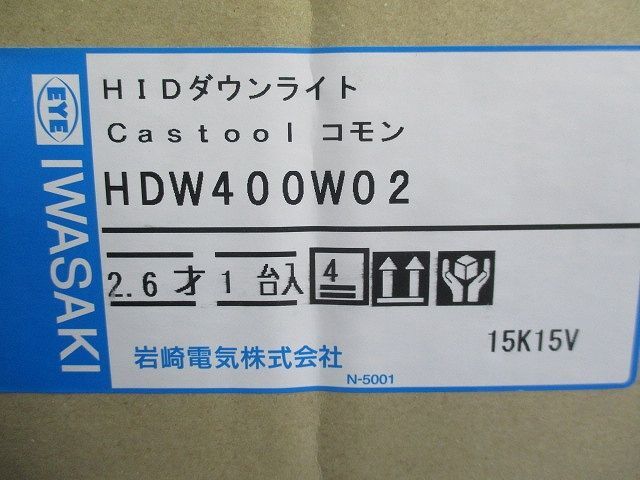 EYE
IWASAKI
HIDダウンライト
Castool コモン
HDW400W02
2.6才 1台入 4
15K15V
岩崎電気株式会社
N-5001